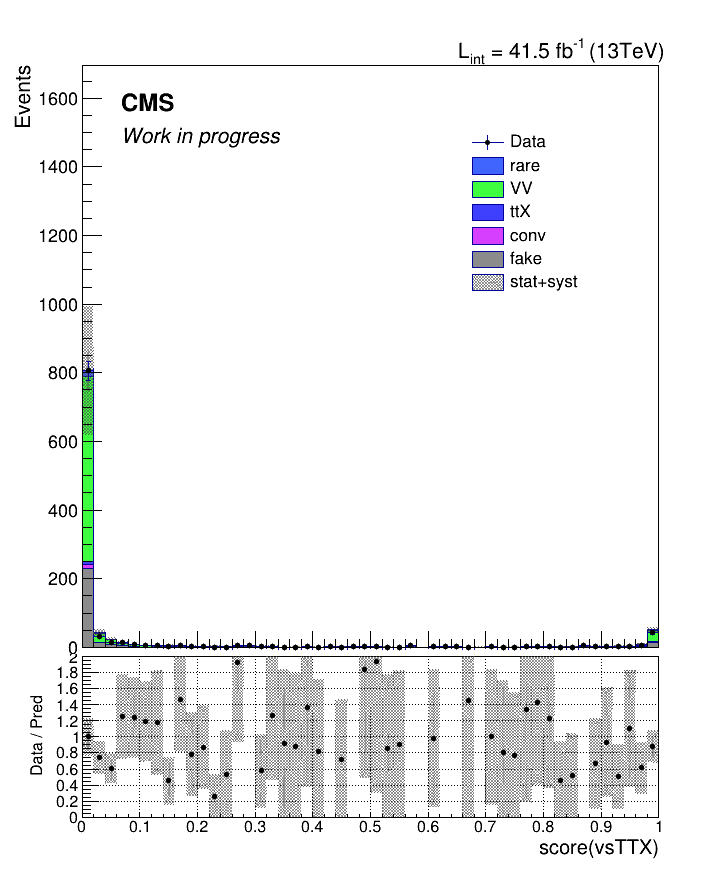 L_int = 41.5 fb^-1 (13TeV)
Events
CMS
Work in progress
Data
rare
VV
ttX
conv
fake
stat+syst
1600
1400
1200
1000
800
600
400
200
0
Data / Pred
2
1.8
1.6
1.4
1.2
1
0.8
0.6
0.4
0.2
0
0 0.1 0.2 0.3 0.4 0.5 0.6 0.7 0.8 0.9 1
score(vsTTX)